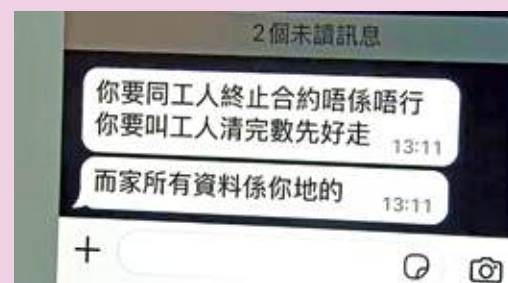 2個未讀訊息
你要同工人終止合約唔係唔行
你要叫工人清完數先好走
13:11
而家所有資料係你地的
13:11